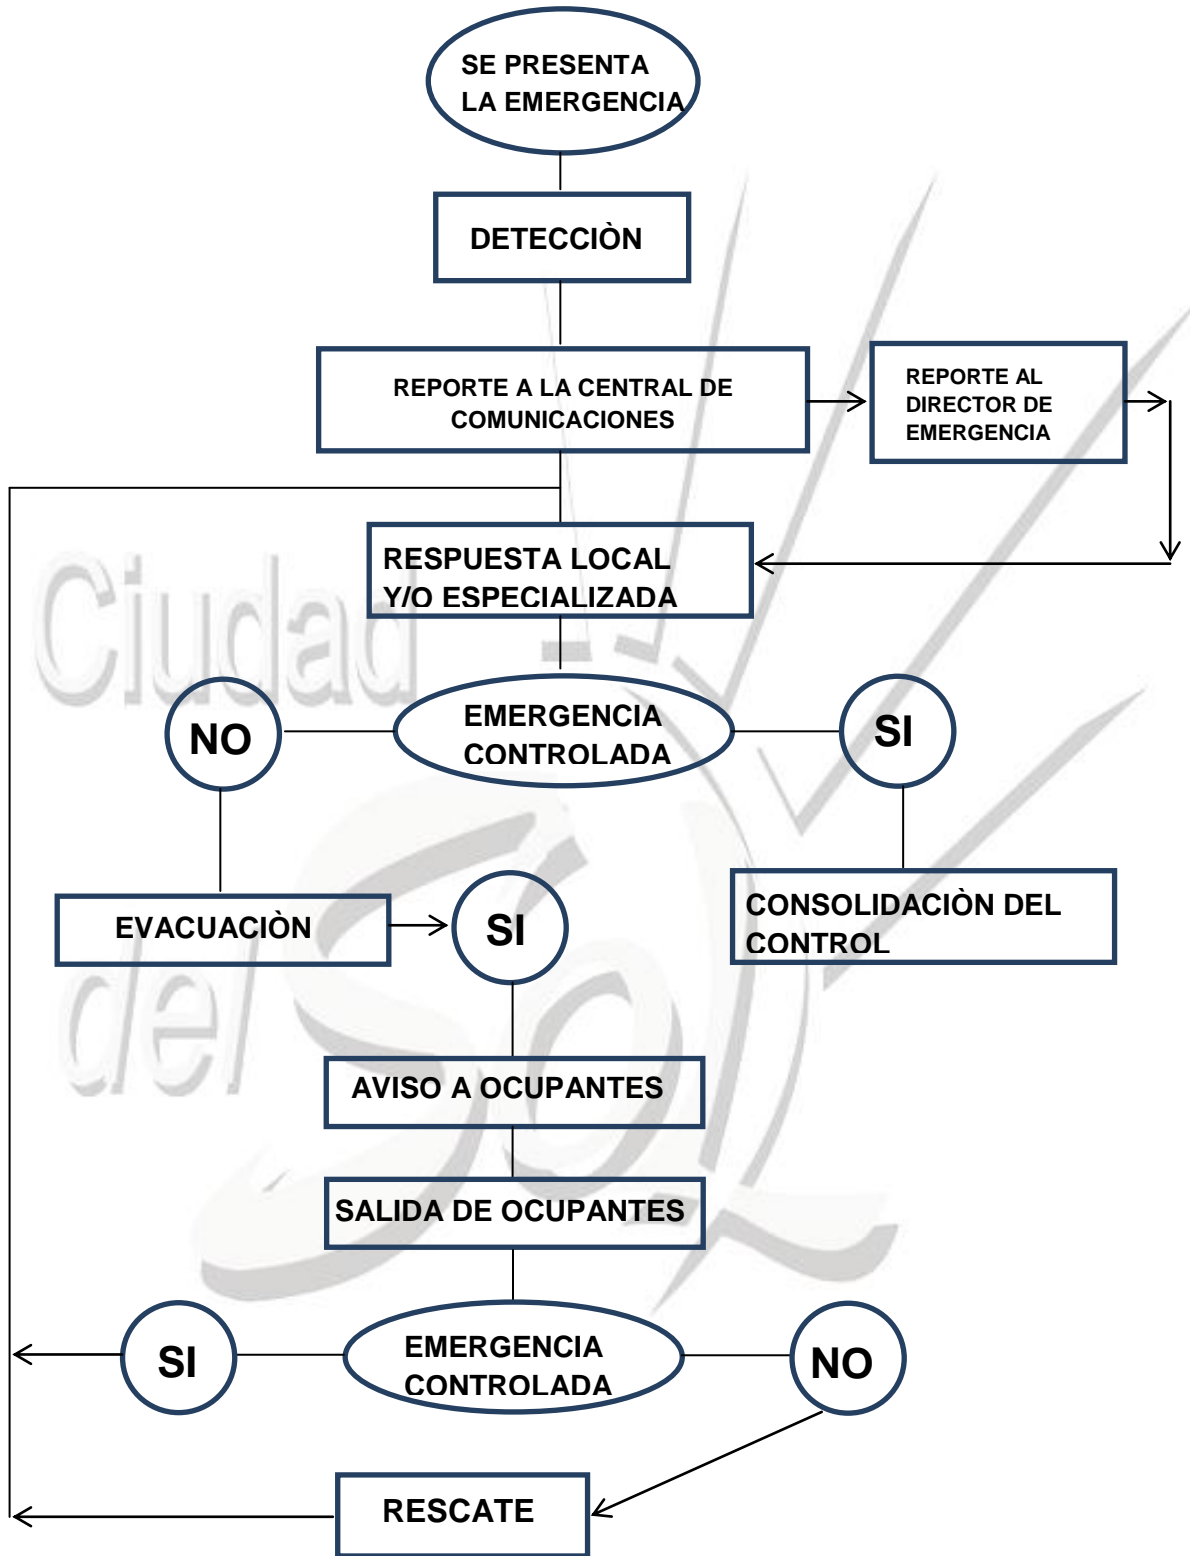 SE PRESENTA
LA EMERGENCIA
DETECCIÒN
REPORTE A LA CENTRAL DE
COMUNICACIONES
REPORTE AL
DIRECTOR DE
EMERGENCIA
RESPUESTA LOCAL
Y/O ESPECIALIZADA
Ciudad
del Sol
NO
EMERGENCIA
CONTROLADA
SI
EVACUACIÒN
SI
CONSOLIDACIÒN DEL
CONTROL
AVISO A OCUPANTES
SALIDA DE OCUPANTES
SI
EMERGENCIA
CONTROLADA
NO
RESCATE